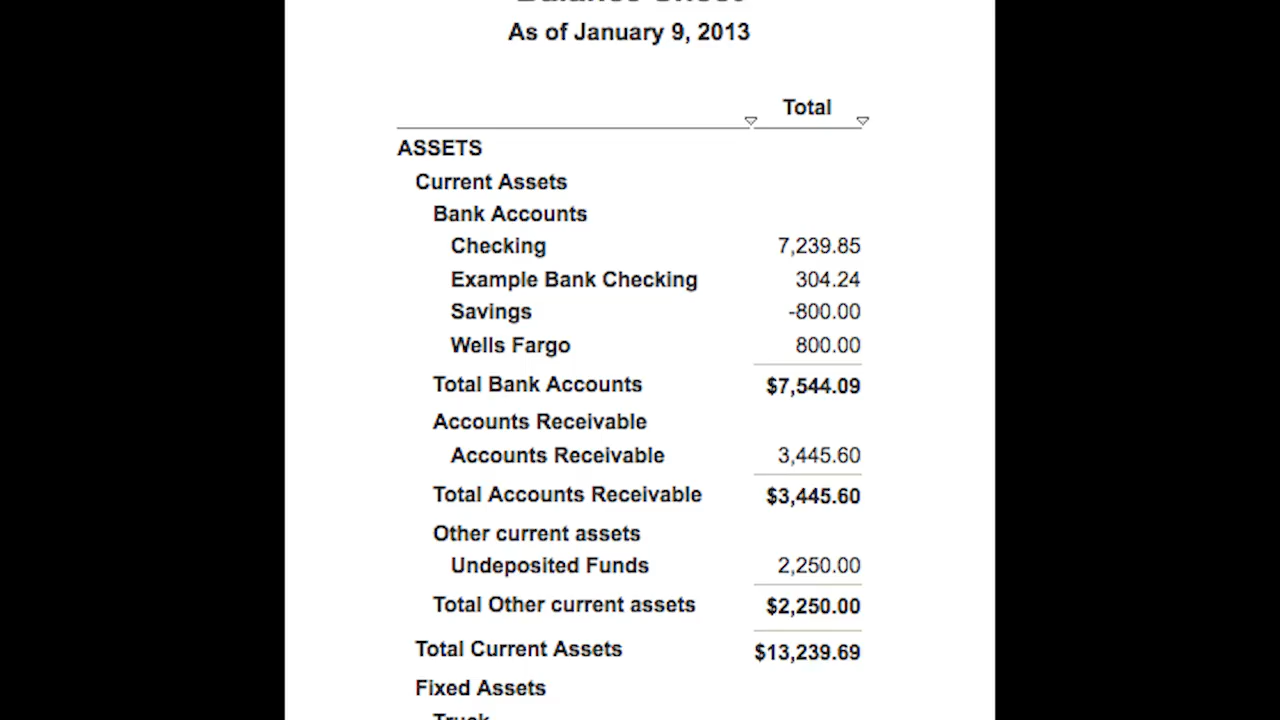 Balance Sheet
As of January 9, 2013
Total
ASSETS
Current Assets
Bank Accounts
Checking 7,239.85
Example Bank Checking 304.24
Savings -800.00
Wells Fargo 800.00
Total Bank Accounts $7,544.09
Accounts Receivable
Accounts Receivable 3,445.60
Total Accounts Receivable $3,445.60
Other current assets
Undeposited Funds 2,250.00
Total Other current assets $2,250.00
Total Current Assets $13,239.69
Fixed Assets
Truck